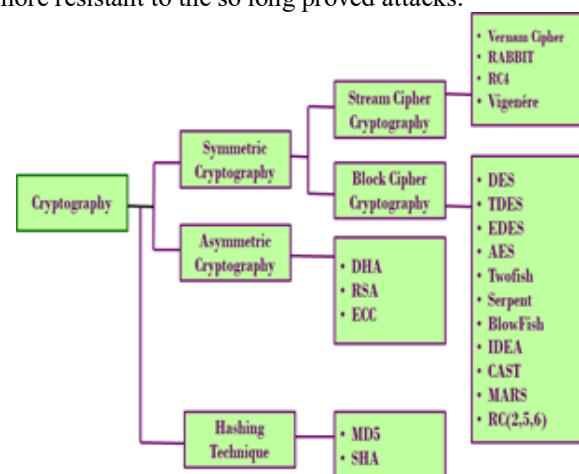 more resistant to the so long proved attacks.
• Vernam Cipher
• RABBIT
• RC4
• Vigenére
Stream Cipher
Cryptography
Symmetric
Cryptography
Block Cipher
Cryptography
Cryptography
• DES
• TDES
• EDES
• AES
• Twofish
• Serpent
• BlowFish
• IDEA
• CAST
• MARS
• RC(2,5,6)
Asymmetric
Cryptography
• DHA
• RSA
• ECC
Hashing
Technique
• MD5
• SHA